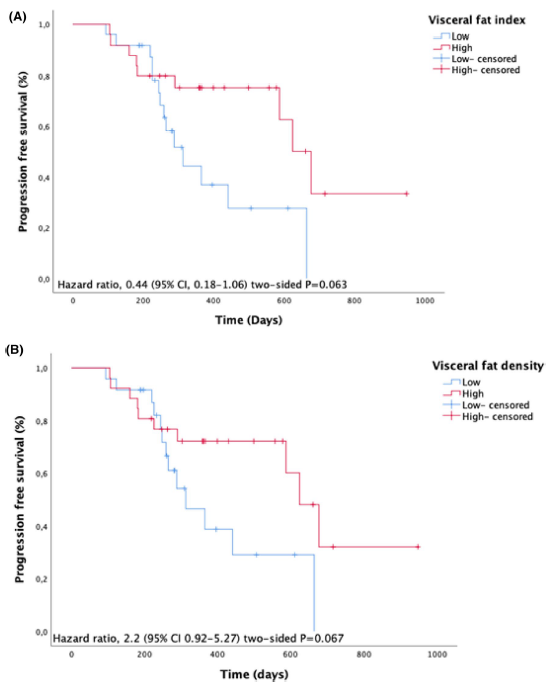 (A)
Visceral fat index
Low
High
Low- censored
High- censored
Progression free survival (%)
1,0
0,8
0,6
0,4
0,2
0,0
Hazard ratio, 0.44 (95% CI, 0.18-1.06) two-sided P=0.063
0 200 400 600 800 1000
Time (Days)
(B)
Visceral fat density
Low
High
Low- censored
High- censored
Progression free survival (%)
1,0
0,8
0,6
0,4
0,2
0,0
Hazard ratio, 2.2 (95% CI 0.92-5.27) two-sided P=0.067
0 200 400 600 800 1000
Time (days)